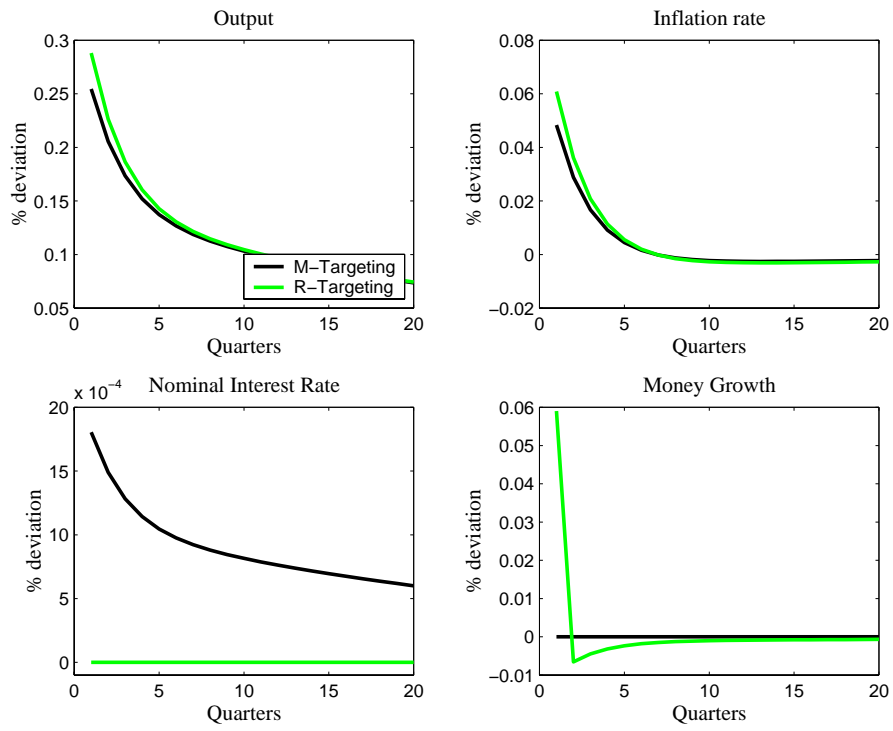 Output
0.3
0.25
0.2
0.15
0.1
0.05
% deviation
0 5 10 15 20
Quarters
M−Targeting
R−Targeting
Inflation rate
0.08
0.06
0.04
0.02
0
−0.02
% deviation
0 5 10 15 20
Quarters
Nominal Interest Rate
x 10−4
20
15
10
5
0
% deviation
0 5 10 15 20
Quarters
Money Growth
0.06
0.05
0.04
0.03
0.02
0.01
0
−0.01
% deviation
0 5 10 15 20
Quarters